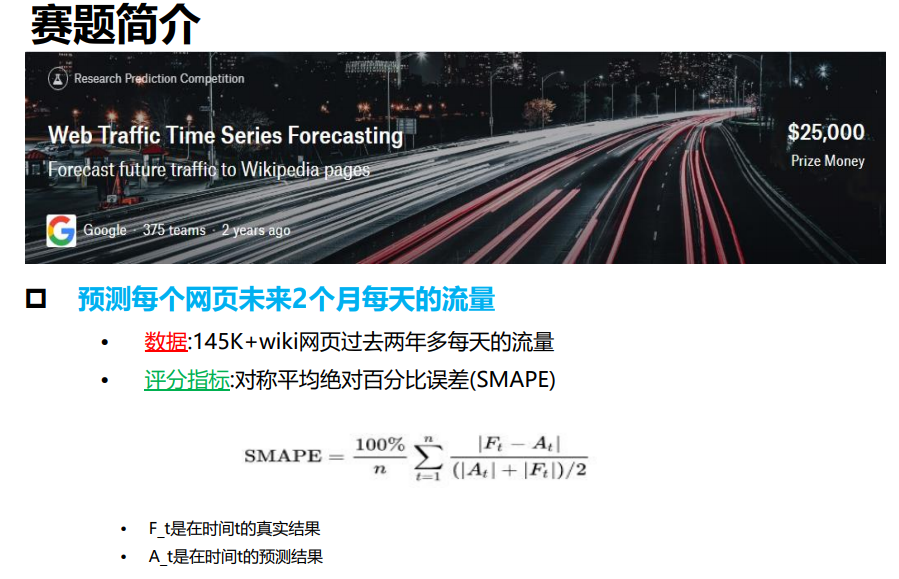 赛题简介
Research Prediction Competition
Web Traffic Time Series Forecasting
$25,000
Forecast future traffic to Wikipedia pages
Prize Money
Google · 375 teams · 2 years ago
预测每个网页未来2个月每天的流量
• 数据:145K+wiki网页过去两年多每天的流量
• 评分指标:对称平均绝对百分比误差(SMAPE)
SMAPE = \frac{100\%}{n} \sum_{t=1}^{n} \frac{|F_t - A_t|}{(|A_t| + |F_t|)/2}
• F_t是在时间t的真实结果
• A_t是在时间t的预测结果